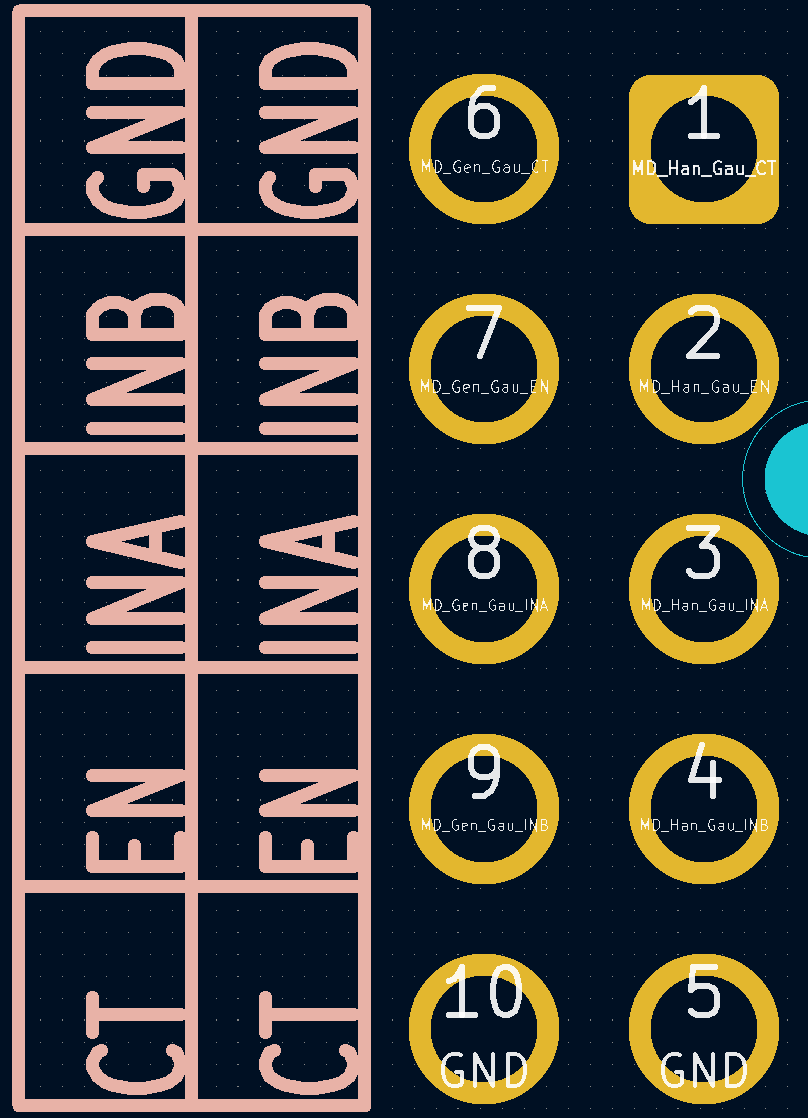 GND GND
INB INB
INA INA
EN EN
CT CT
6 1
MD_Gen_Gau_CT MD_Han_Gau_CT
7 2
MD_Gen_Gau_EN MD_Han_Gau_EN
8 3
MD_Gen_Gau_INA MD_Han_Gau_INA
9 4
MD_Gen_Gau_INB MD_Han_Gau_INB
10 5
GND GND